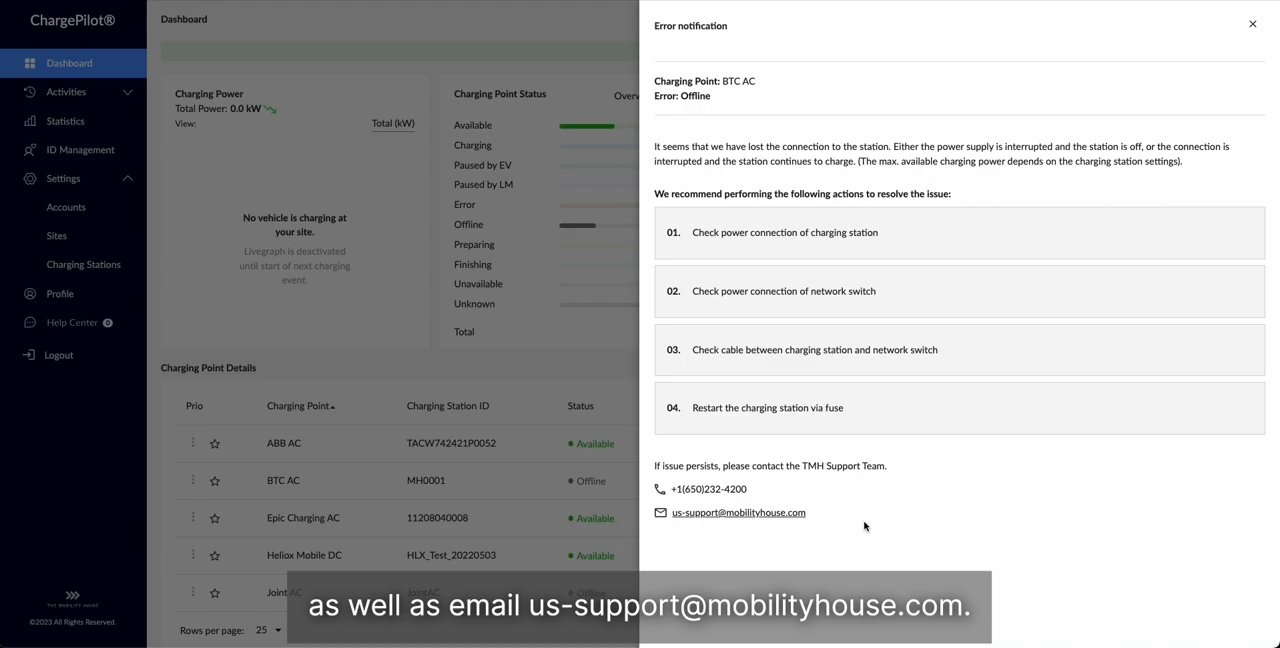 ChargePilot®
Dashboard
Activities
Statistics
ID Management
Settings
Accounts
Sites
Charging Stations
Profile
Help Center 0
Logout
THE MOBILITY HOUSE
©2023 All Rights Reserved.
Dashboard
Charging Power
Total Power: 0.0 kW
View:
Total (kW)
No vehicle is charging at
your site.
Livegraph is deactivated
until start of next charging
event.
Charging Point Status
Available
Charging
Paused by EV
Paused by LM
Error
Offline
Preparing
Finishing
Unavailable
Unknown
Total
Charging Point Details
Prio Charging Point Charging Station ID Status
ABB AC TACW742421P0052 Available
BTC AC MH0001 Offline
Epic Charging AC 11208040008 Available
Heliox Mobile DC HLX_Test_20220503 Available
Joint AC JointAC Offline
Rows per page: 25
Error notification
Charging Point: BTC AC
Error: Offline
It seems that we have lost the connection to the station. Either the power supply is interrupted and the station is off, or the connection is
interrupted and the station continues to charge. (The max. available charging power depends on the charging station settings).
We recommend performing the following actions to resolve the issue:
01. Check power connection of charging station
02. Check power connection of network switch
03. Check cable between charging station and network switch
04. Restart the charging station via fuse
If issue persists, please contact the TMH Support Team.
+1(650)232-4200
us-support@mobilityhouse.com
as well as email us-support@mobilityhouse.com.